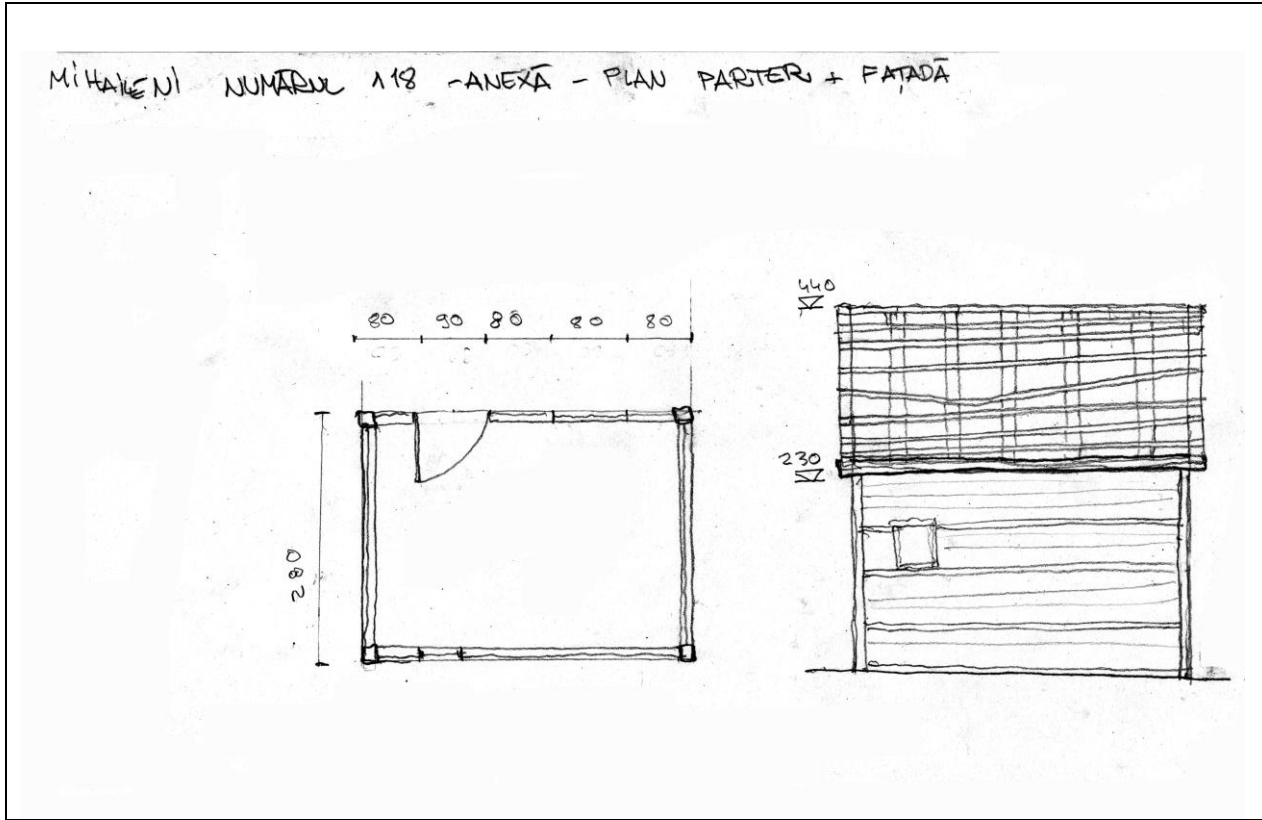 MIHAILENI NUMĂRUL 118 - ANEXĂ - PLAN PARTER + FAȚADĂ
440
80 90 80 80 80
230
280